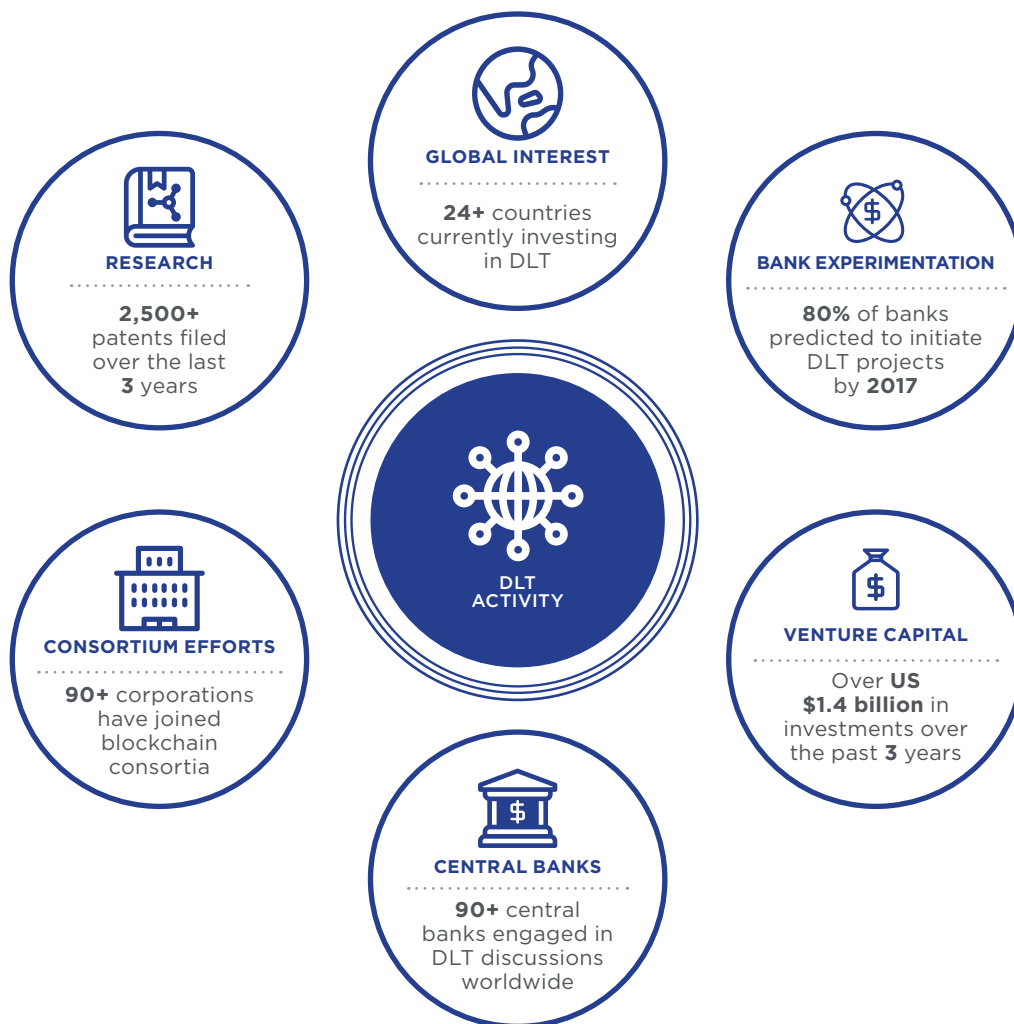 GLOBAL INTEREST
24+ countries
currently investing
in DLT
RESEARCH
2,500+
patents filed
over the last
3 years
BANK EXPERIMENTATION
80% of banks
predicted to initiate
DLT projects
by 2017
DLT
ACTIVITY
CONSORTIUM EFFORTS
90+ corporations
have joined
blockchain
consortia
VENTURE CAPITAL
Over US
$1.4 billion in
investments over
the past 3 years
CENTRAL BANKS
90+ central
banks engaged in
DLT discussions
worldwide